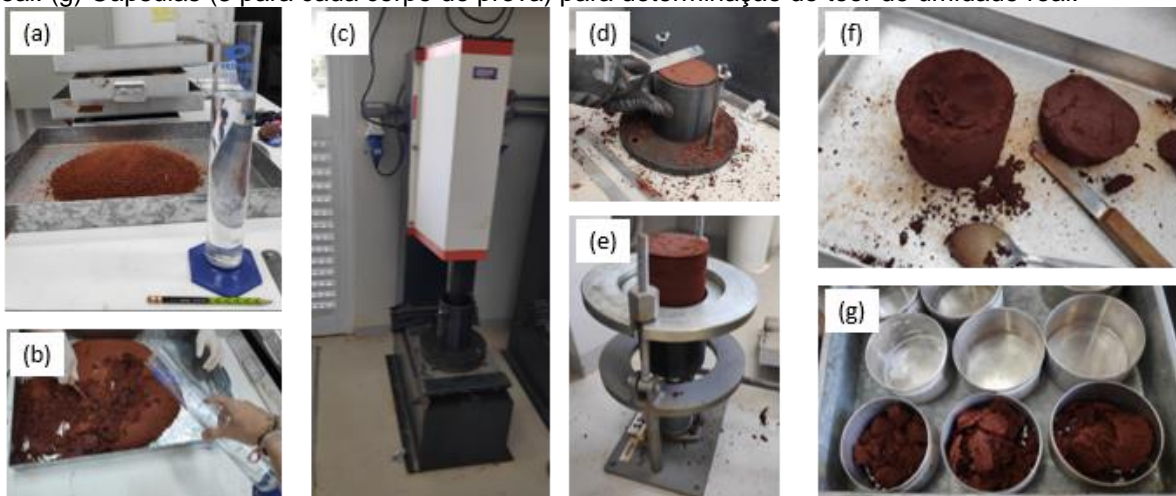 (g) Cápsulas (3 para cada corpo de prova) para determinação do teor de umidade real.
(a)
(c)
(d)
(f)
(e)
(b)
(g)